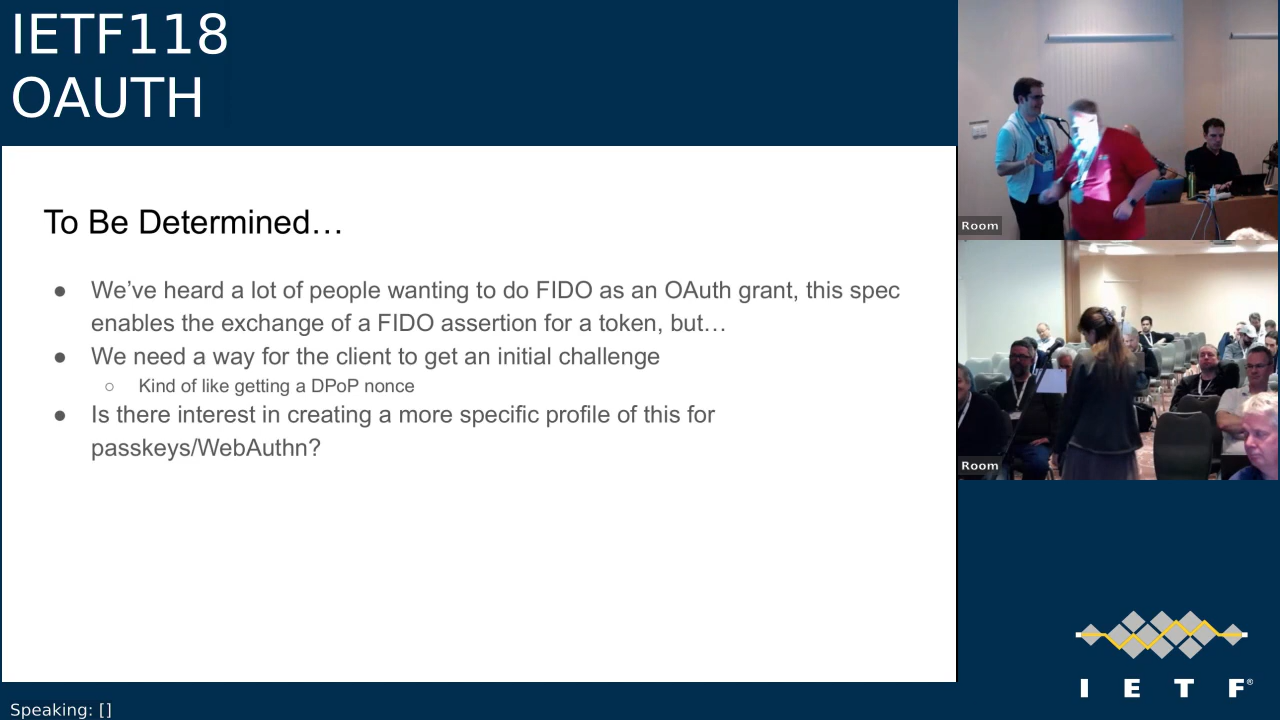 IETF118
OAUTH
To Be Determined…
● We’ve heard a lot of people wanting to do FIDO as an OAuth grant, this spec
enables the exchange of a FIDO assertion for a token, but…
● We need a way for the client to get an initial challenge
○ Kind of like getting a DPoP nonce
● Is there interest in creating a more specific profile of this for
passkeys/WebAuthn?
Room
Room
I E T F®
Speaking: []